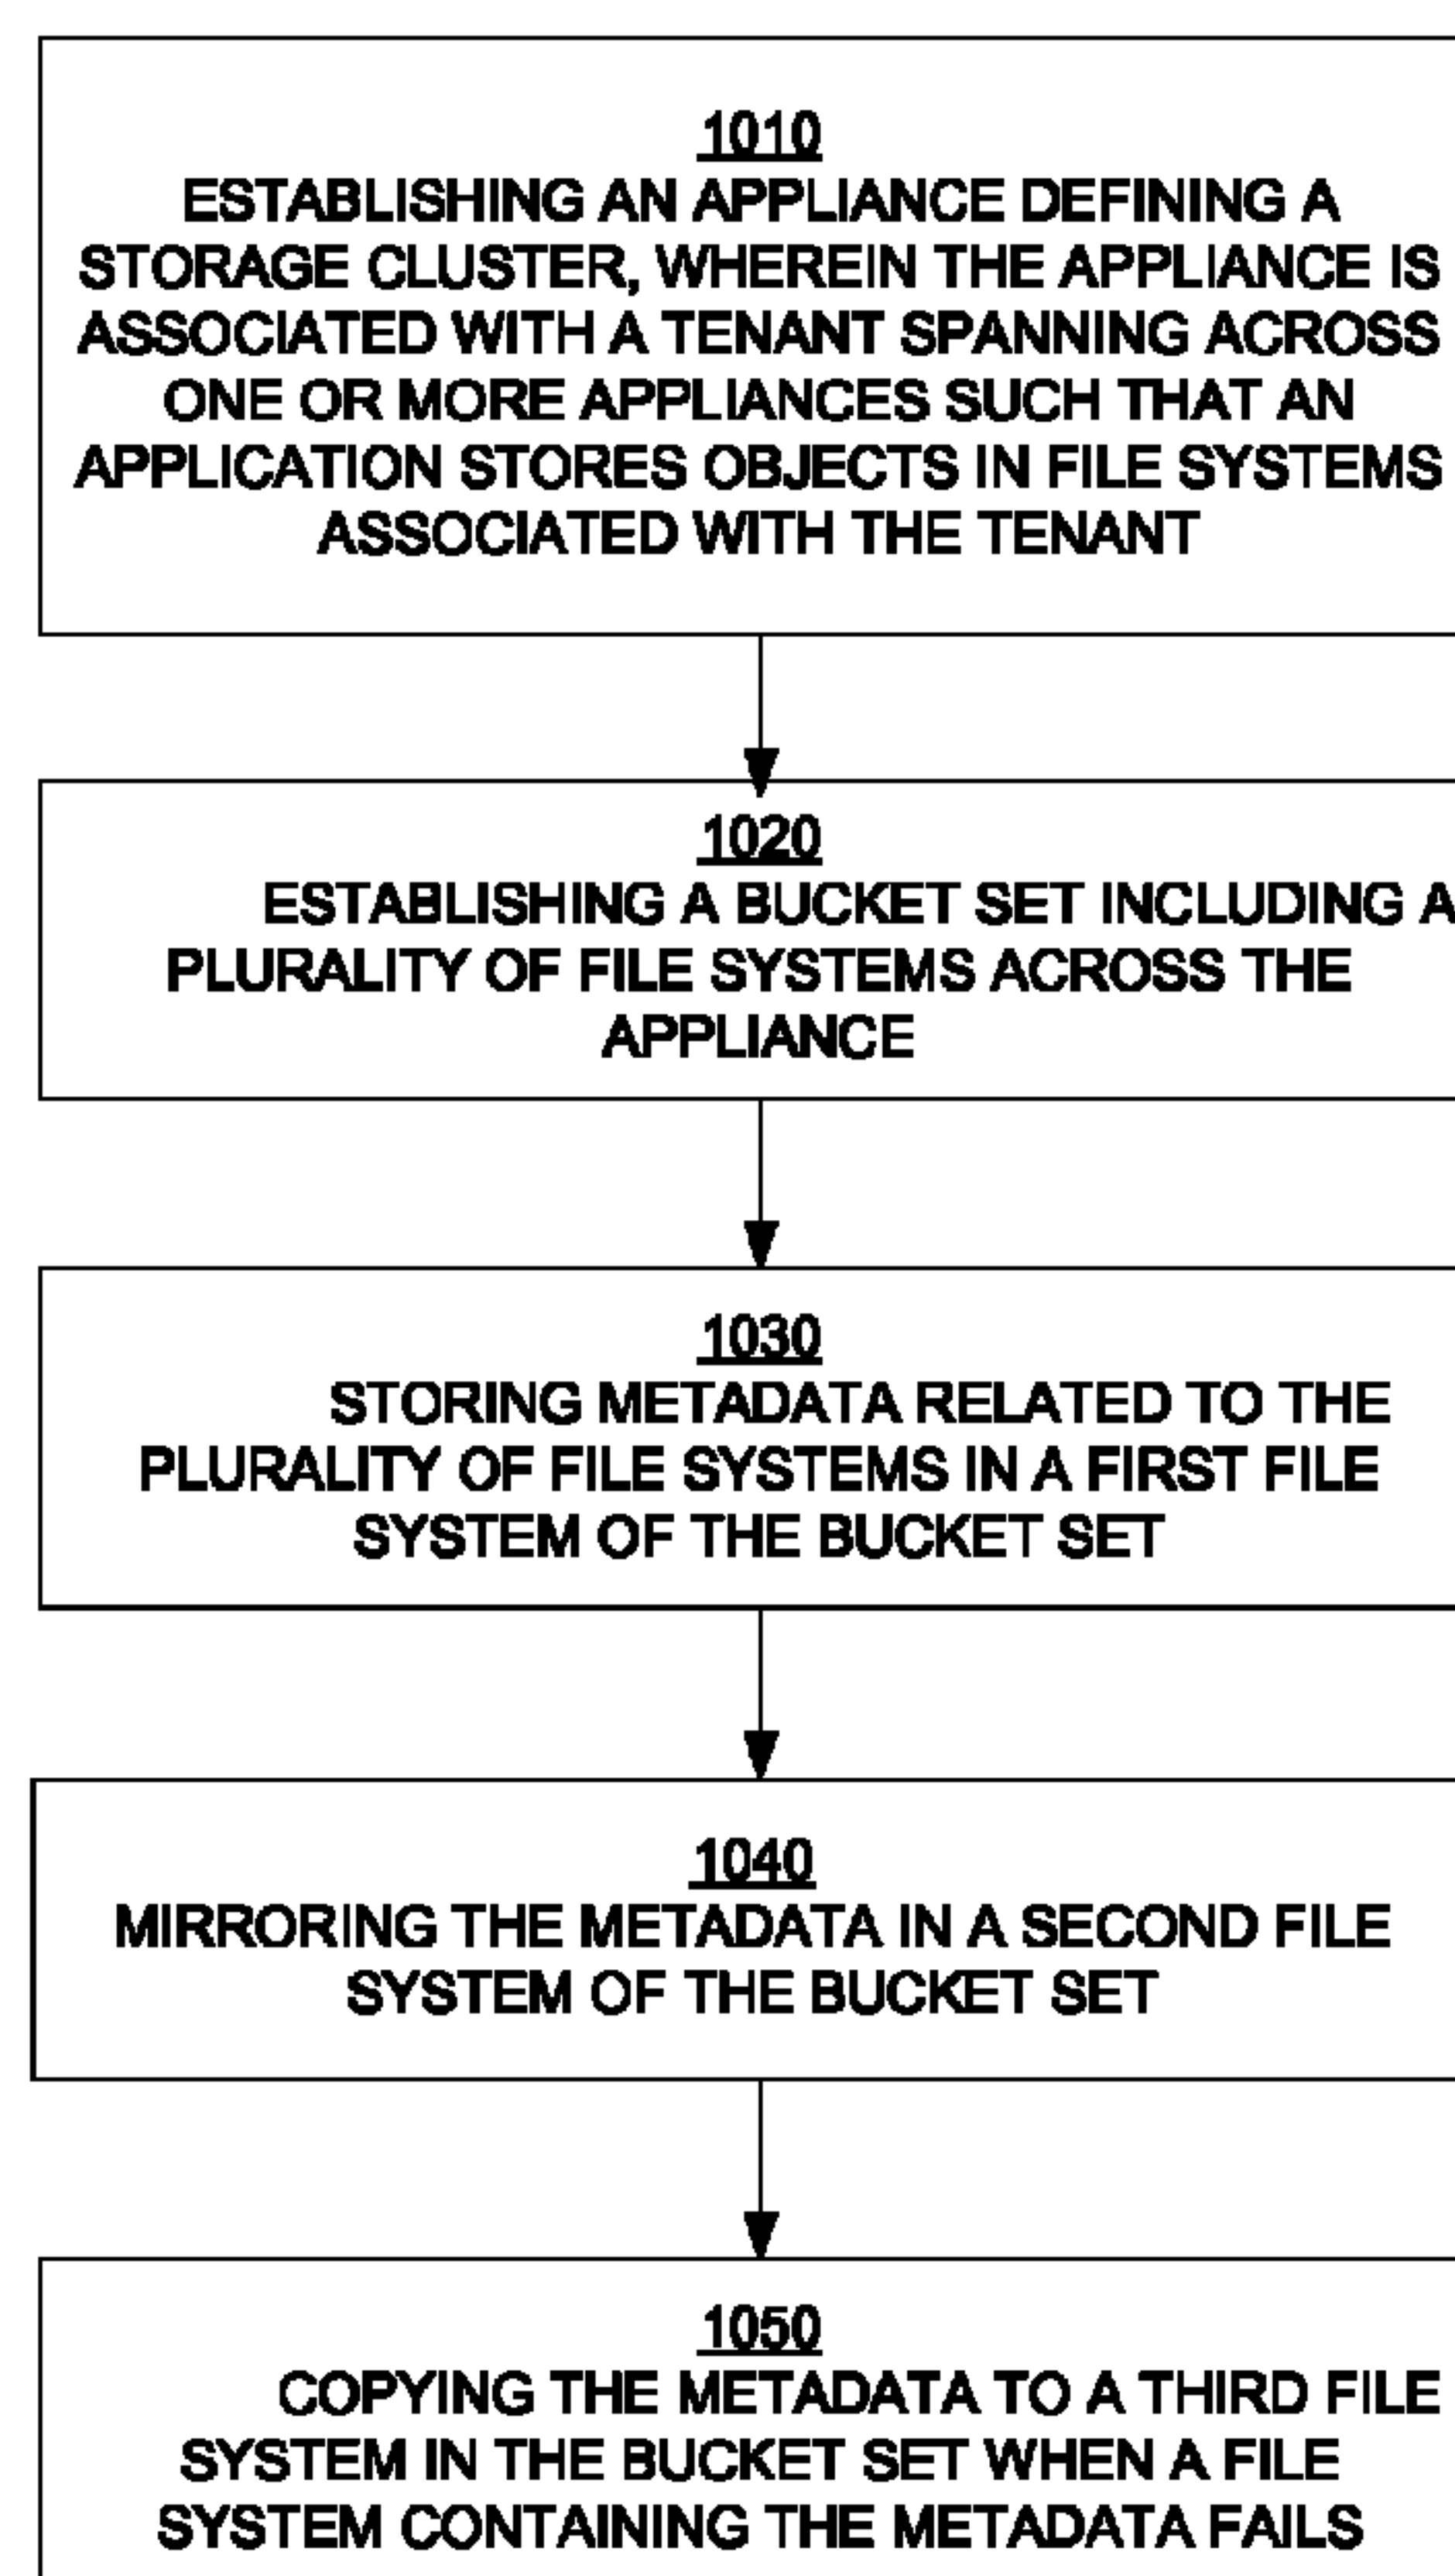 1010
ESTABLISHING AN APPLIANCE DEFINING A
STORAGE CLUSTER, WHEREIN THE APPLIANCE IS
ASSOCIATED WITH A TENANT SPANNING ACROSS
ONE OR MORE APPLIANCES SUCH THAT AN
APPLICATION STORES OBJECTS IN FILE SYSTEMS
ASSOCIATED WITH THE TENANT
1020
ESTABLISHING A BUCKET SET INCLUDING A
PLURALITY OF FILE SYSTEMS ACROSS THE
APPLIANCE
1030
STORING METADATA RELATED TO THE
PLURALITY OF FILE SYSTEMS IN A FIRST FILE
SYSTEM OF THE BUCKET SET
1040
MIRRORING THE METADATA IN A SECOND FILE
SYSTEM OF THE BUCKET SET
1050
COPYING THE METADATA TO A THIRD FILE
SYSTEM IN THE BUCKET SET WHEN A FILE
SYSTEM CONTAINING THE METADATA FAILS